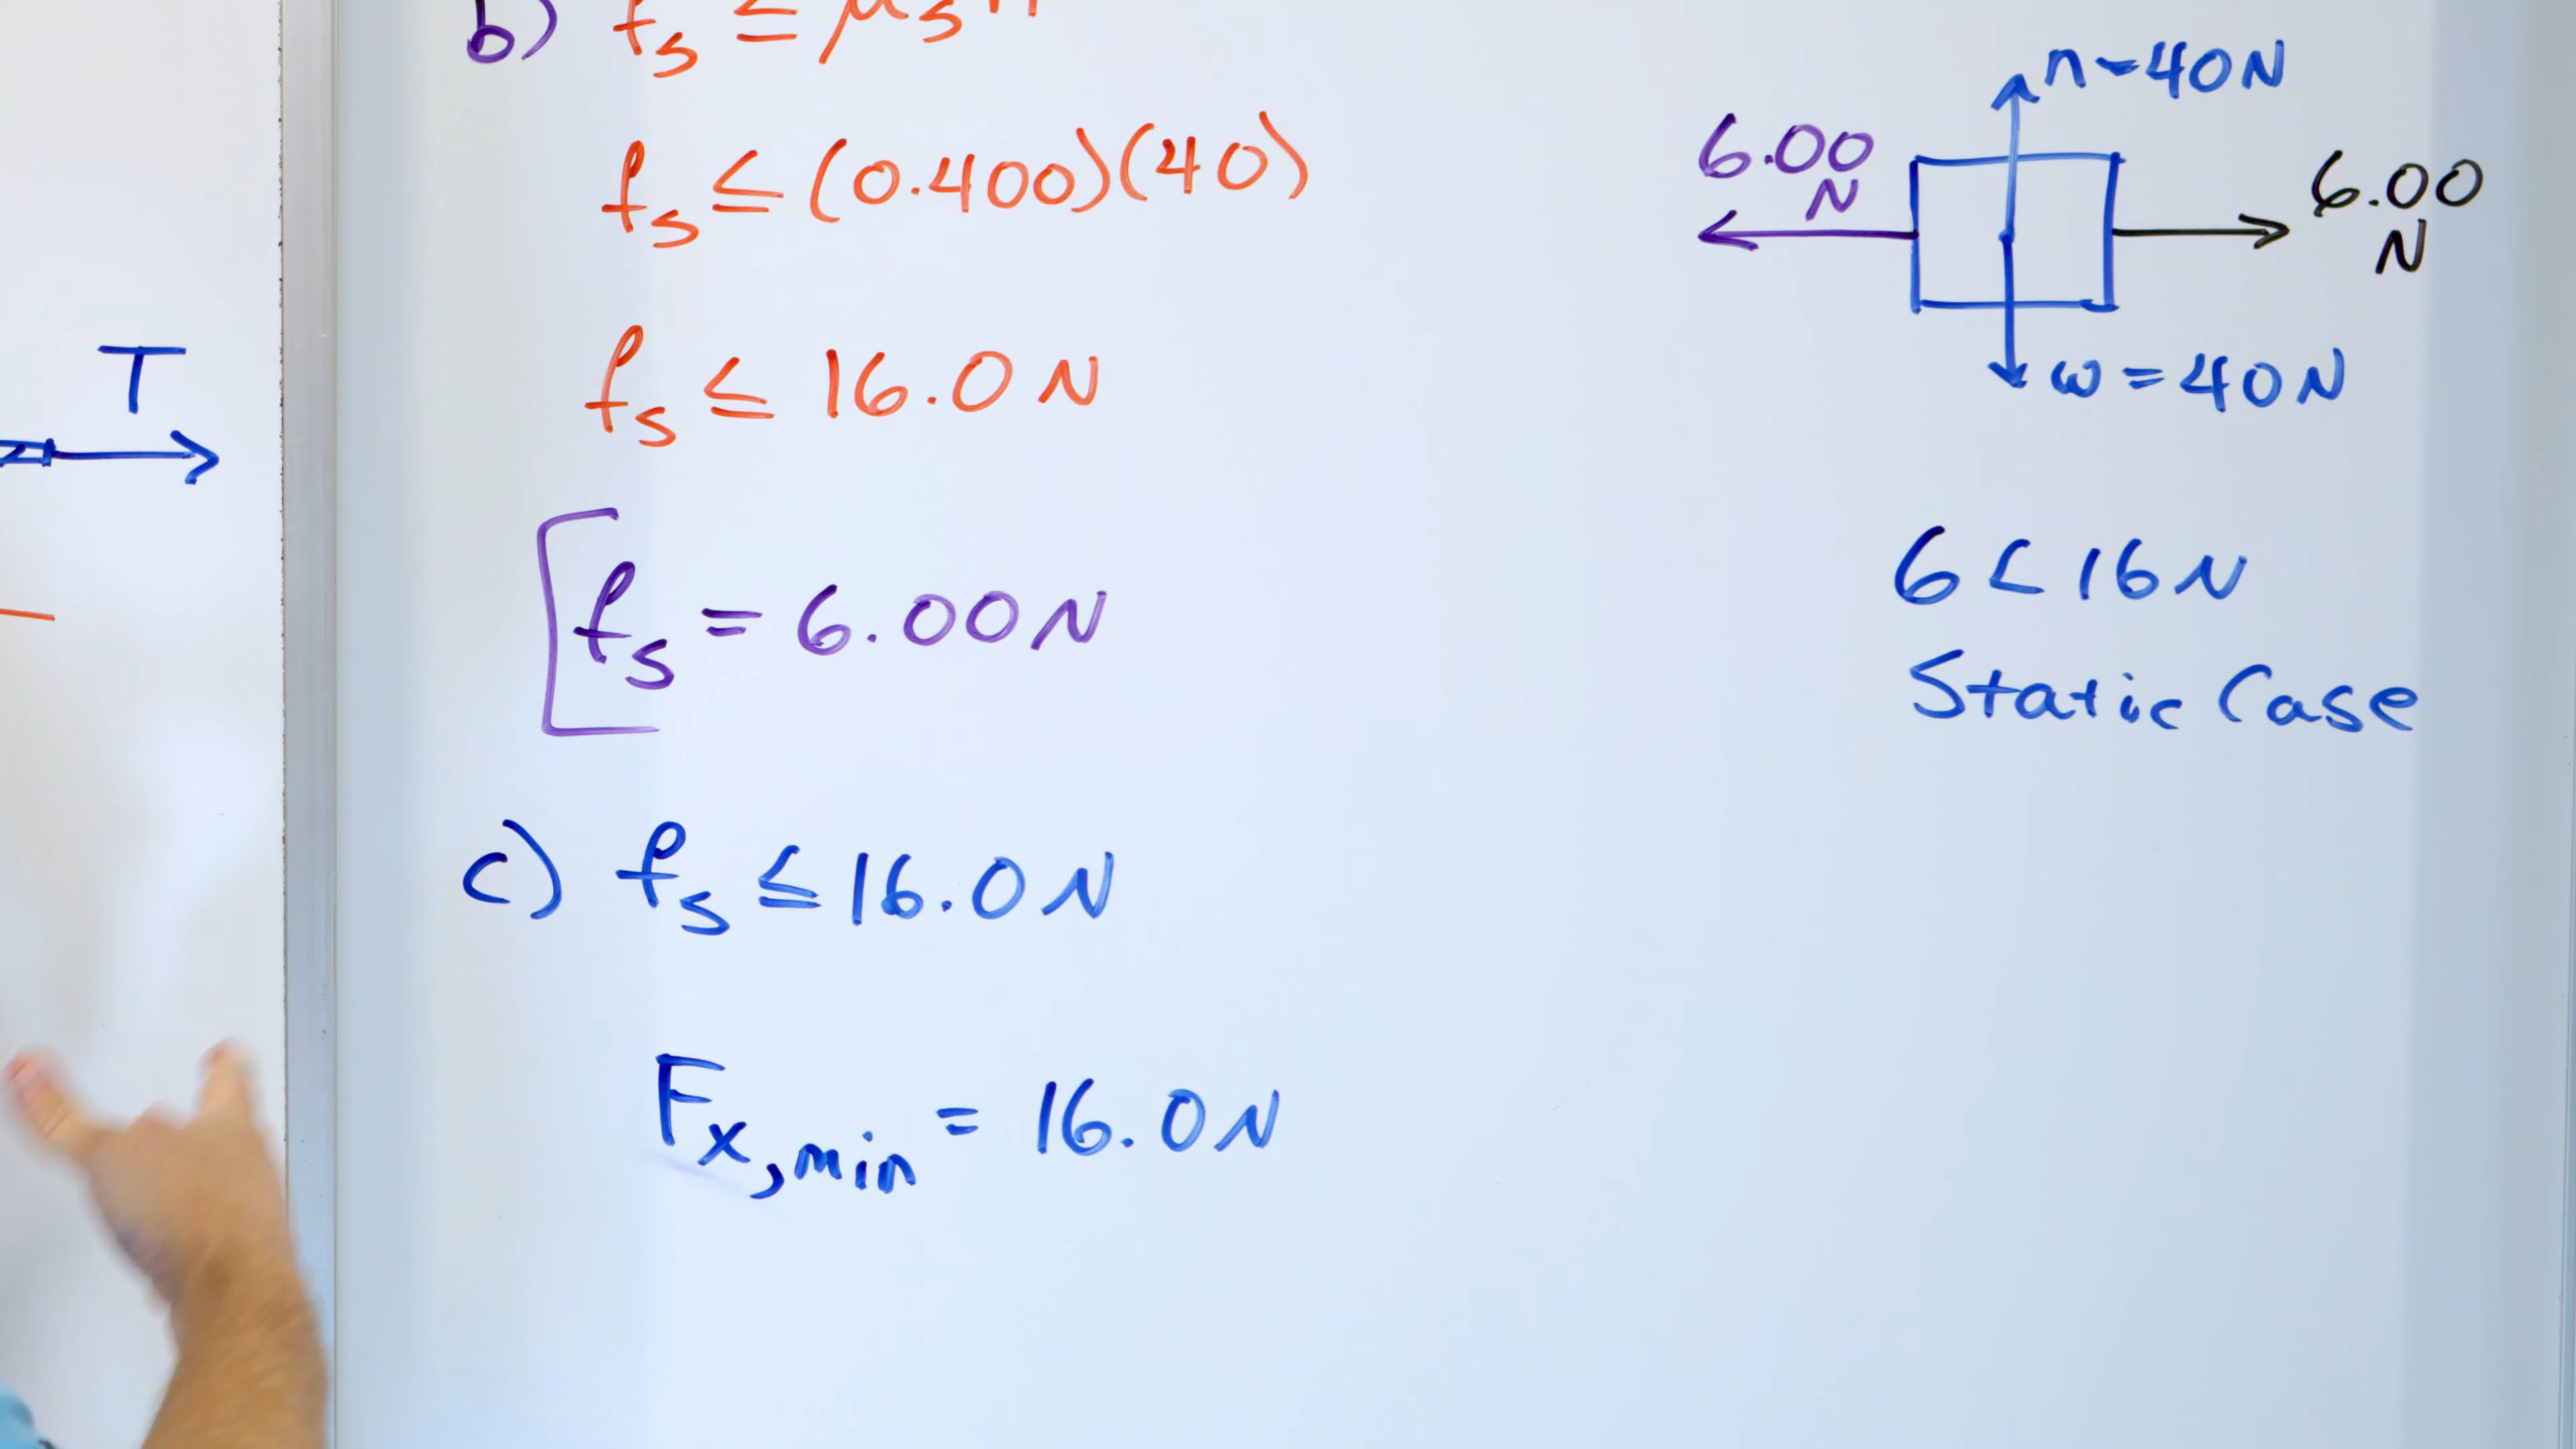 b) fs ≤ μs n
fs ≤ (0.400)(40)
fs ≤ 16.0 N
fs = 6.00 N
c) fs ≤ 16.0 N
Fx,min = 16.0 N
T
n = 40 N
6.00 N
6.00 N
ω = 40 N
6 < 16 N
Static Case